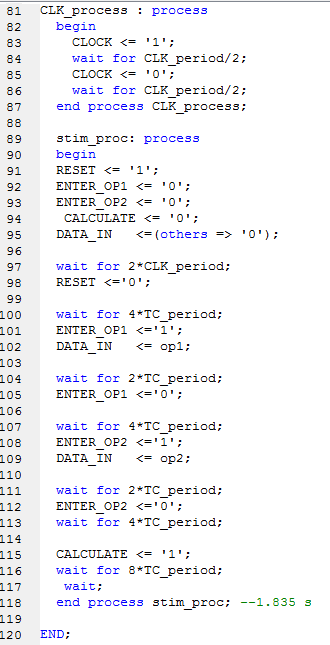 81 CLK_process : process
82 begin
83 CLOCK <= '1';
84 wait for CLK_period/2;
85 CLOCK <= '0';
86 wait for CLK_period/2;
87 end process CLK_process;
88
89 stim_proc: process
90 begin
91 RESET <= '1';
92 ENTER_OP1 <= '0';
93 ENTER_OP2 <= '0';
94 CALCULATE <= '0';
95 DATA_IN <=(others => '0');
96
97 wait for 2*CLK_period;
98 RESET <='0';
99
100 wait for 4*TC_period;
101 ENTER_OP1 <='1';
102 DATA_IN <= op1;
103
104 wait for 2*TC_period;
105 ENTER_OP1 <='0';
106
107 wait for 4*TC_period;
108 ENTER_OP2 <='1';
109 DATA_IN <= op2;
110
111 wait for 2*TC_period;
112 ENTER_OP2 <='0';
113 wait for 4*TC_period;
114
115 CALCULATE <= '1';
116 wait for 8*TC_period;
117 wait;
118 end process stim_proc; --1.835 s
119
120 END;